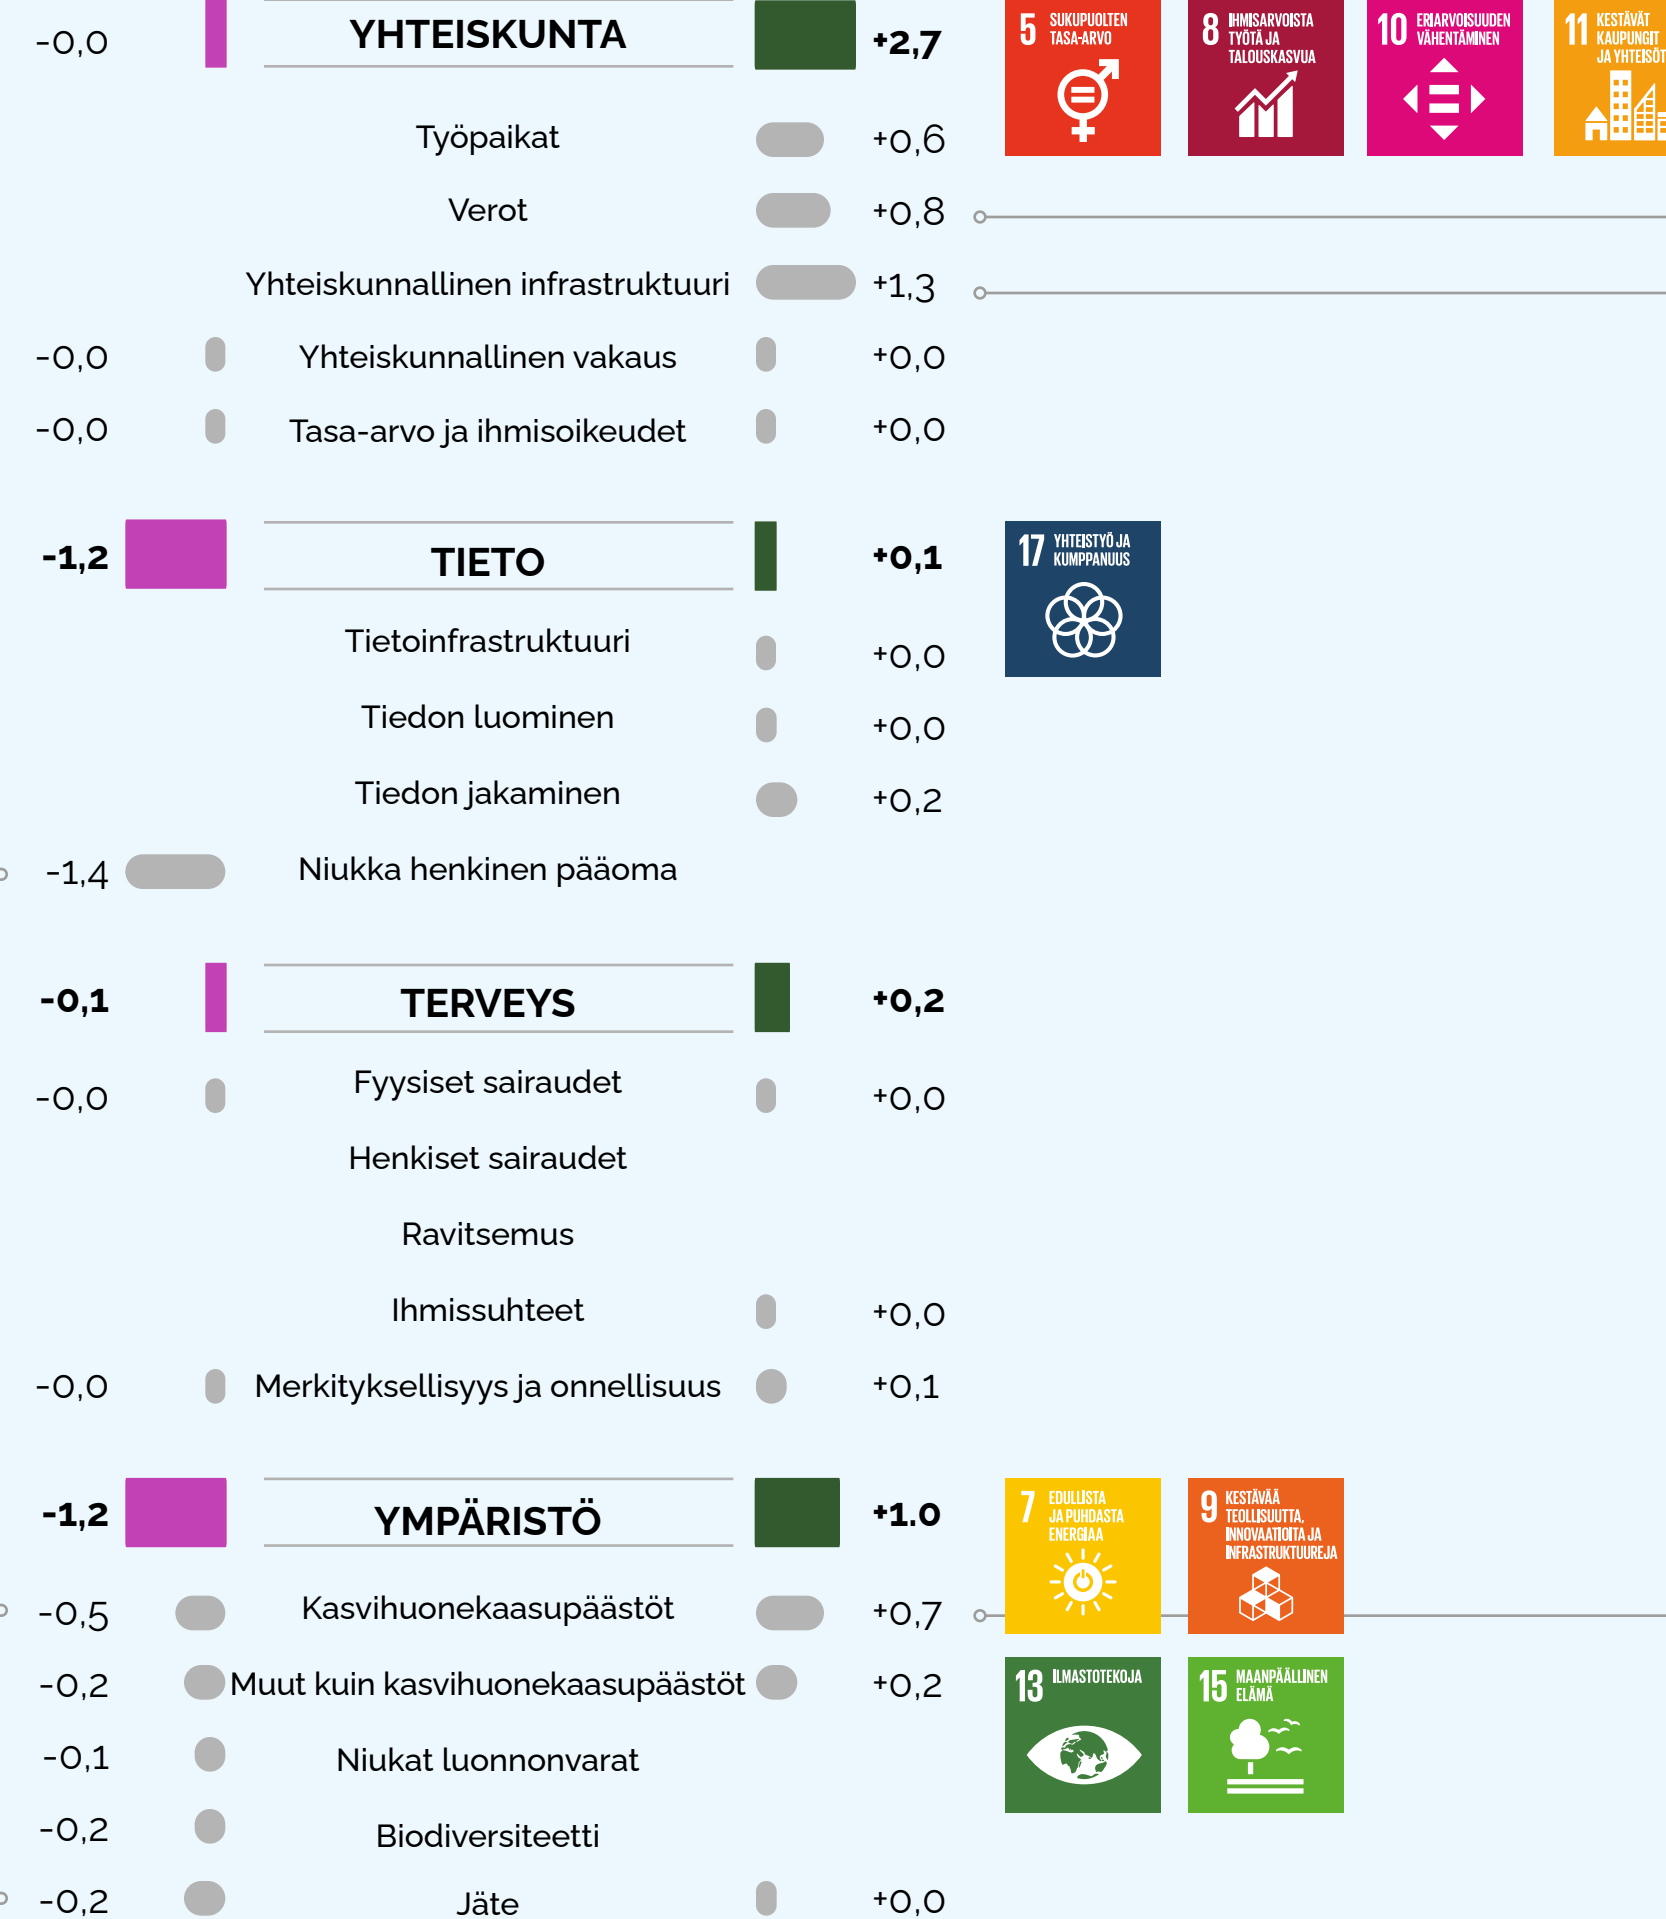 -0,0 YHTEISKUNTA +2,7
5 SUKUPUOLTEN
TASA-ARVO
8 IHMISARVOISTA
TYÖTÄ JA
TALOUSKASVUA
10 ERIARVOISUUDEN
VÄHENTÄMINEN
11 KESTÄVÄT
KAUPUNGIT
JA YHTEISÖT
Työpaikat +0,6
Verot +0,8
Yhteiskunnallinen infrastruktuuri +1,3
-0,0 Yhteiskunnallinen vakaus +0,0
-0,0 Tasa-arvo ja ihmisoikeudet +0,0
-1,2 TIETO +0,1
17 YHTEISTYÖ JA
KUMPPANUUS
Tietoinfrastruktuuri +0,0
Tiedon luominen +0,0
Tiedon jakaminen +0,2
-1,4 Niukka henkinen pääoma
-0,1 TERVEYS +0,2
-0,0 Fyysiset sairaudet +0,0
Henkiset sairaudet
Ravitsemus
Ihmissuhteet +0,0
-0,0 Merkityksellisyys ja onnellisuus +0,1
-1,2 YMPÄRISTÖ +1.0
7 EDULLISTA
JA PUHDASTA
ENERGIAA
9 KESTÄVÄÄ
TEOLLISUUTTA,
INNOVAATIOITA JA
INFRASTRUKTUUREJA
-0,5 Kasvihuonekaasupäästöt +0,7
-0,2 Muut kuin kasvihuonekaasupäästöt +0,2
13 ILMASTOTEKOJA
15 MAANPÄÄLLINEN
ELÄMÄ
-0,1 Niukat luonnonvarat
-0,2 Biodiversiteetti
-0,2 Jäte +0,0